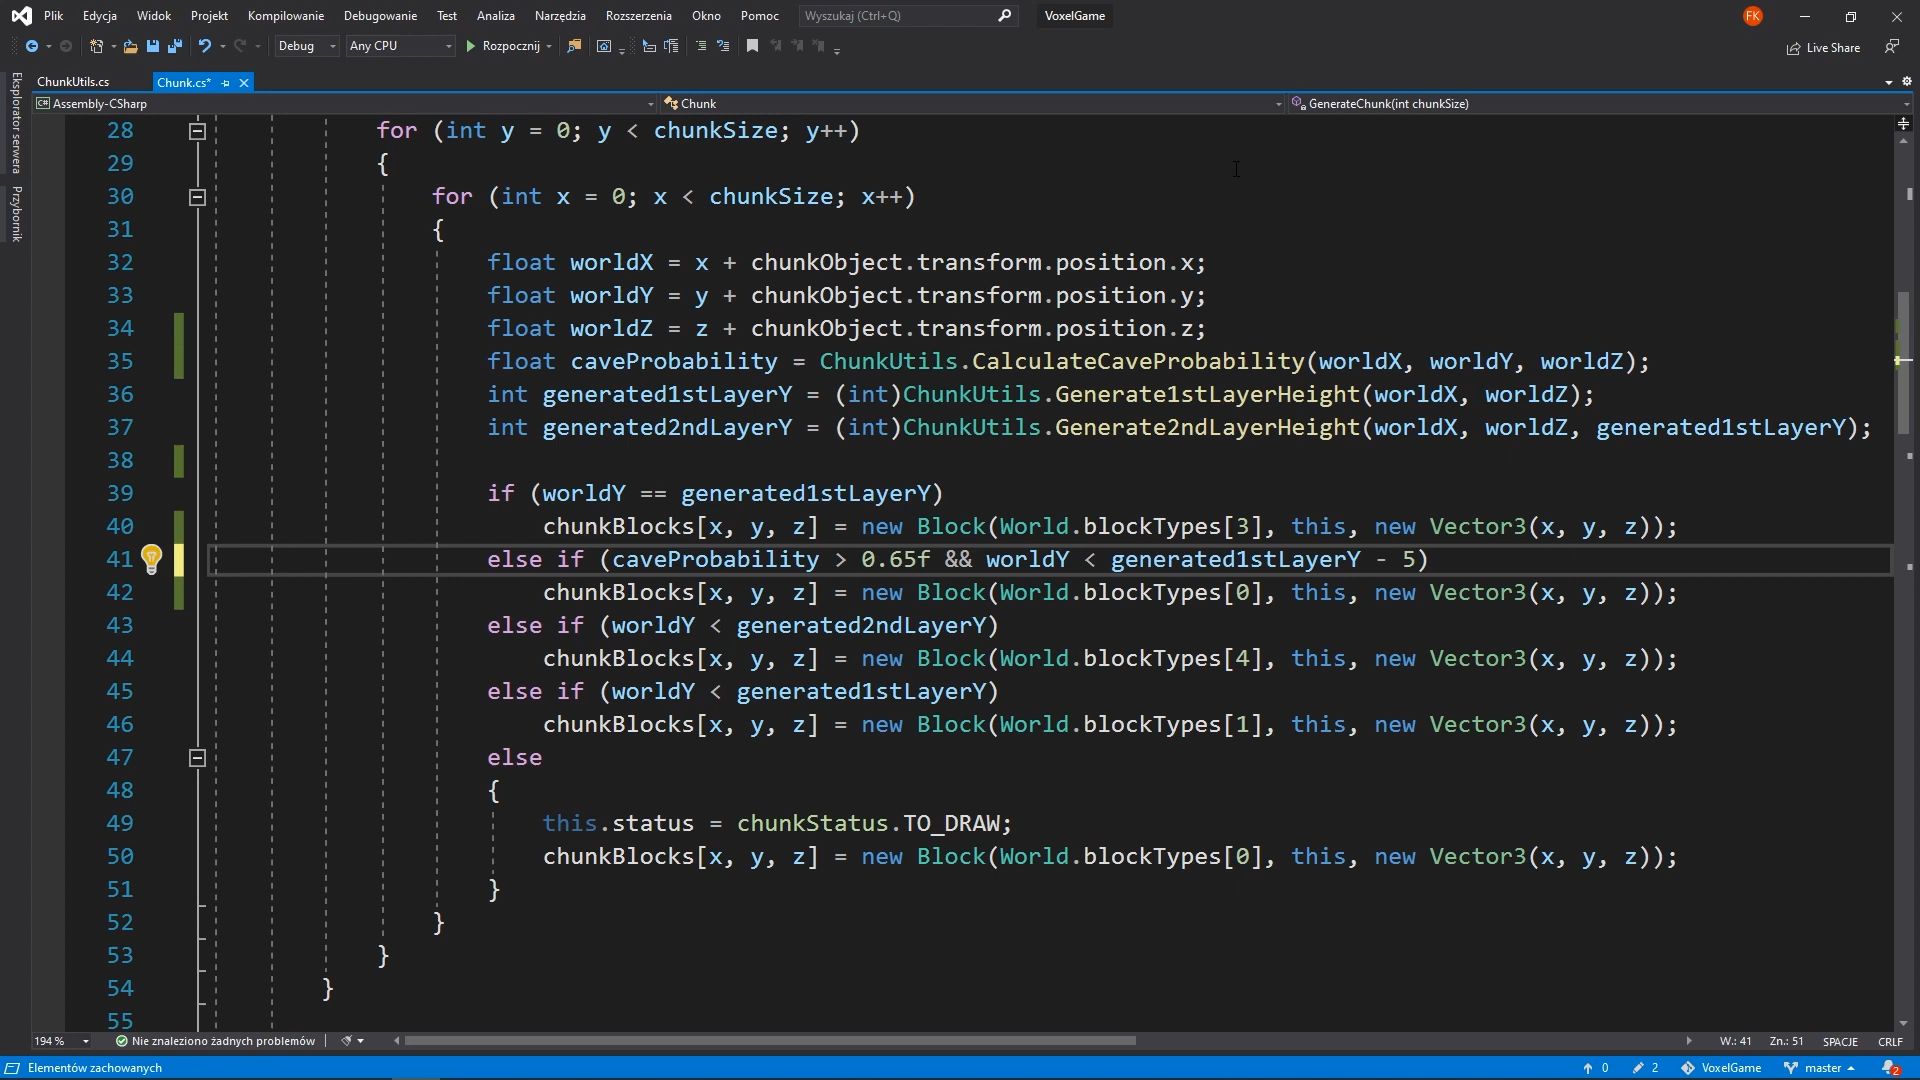 Plik Edycja Widok Projekt Kompilowanie Debugowanie Test Analiza Narzędzia Rozszerzenia Okno Pomoc Wyszukaj (Ctrl+Q) VoxelGame FK
Debug Any CPU Rozpocznij Live Share
Eksplorator serwera
Przybornik
ChunkUtils.cs Chunk.cs*
C# Assembly-CSharp Chunk GenerateChunk(int chunkSize)
28 for (int y = 0; y < chunkSize; y++)
29 {
30 for (int x = 0; x < chunkSize; x++)
31 {
32 float worldX = x + chunkObject.transform.position.x;
33 float worldY = y + chunkObject.transform.position.y;
34 float worldZ = z + chunkObject.transform.position.z;
35 float caveProbability = ChunkUtils.CalculateCaveProbability(worldX, worldY, worldZ);
36 int generated1stLayerY = (int)ChunkUtils.Generate1stLayerHeight(worldX, worldZ);
37 int generated2ndLayerY = (int)ChunkUtils.Generate2ndLayerHeight(worldX, worldZ, generated1stLayerY);
38
39 if (worldY == generated1stLayerY)
40 chunkBlocks[x, y, z] = new Block(World.blockTypes[3], this, new Vector3(x, y, z));
41 else if (caveProbability > 0.65f && worldY < generated1stLayerY - 5)
42 chunkBlocks[x, y, z] = new Block(World.blockTypes[0], this, new Vector3(x, y, z));
43 else if (worldY < generated2ndLayerY)
44 chunkBlocks[x, y, z] = new Block(World.blockTypes[4], this, new Vector3(x, y, z));
45 else if (worldY < generated1stLayerY)
46 chunkBlocks[x, y, z] = new Block(World.blockTypes[1], this, new Vector3(x, y, z));
47 else
48 {
49 this.status = chunkStatus.TO_DRAW;
50 chunkBlocks[x, y, z] = new Block(World.blockTypes[0], this, new Vector3(x, y, z));
51 }
52 }
53 }
54 }
55
194 % Nie znaleziono żadnych problemów W.: 41 Zn.: 51 SPACJE CRLF
Elementów zachowanych 0 2 VoxelGame master 2